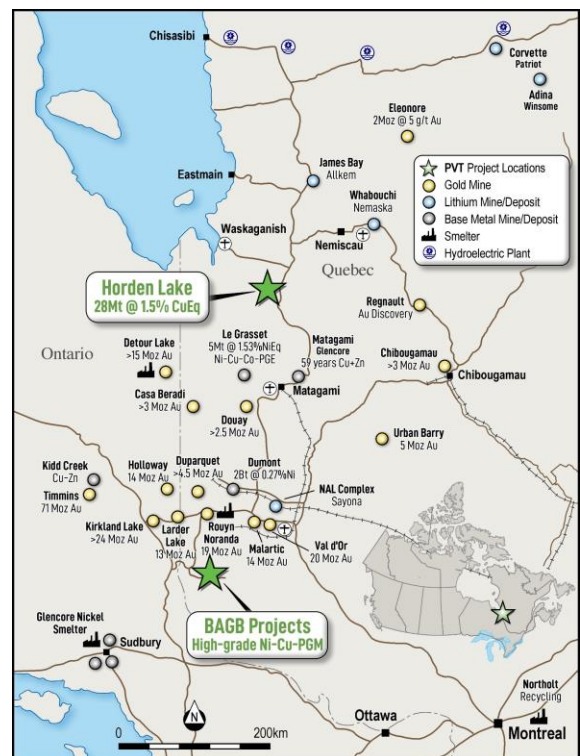 Chisasibi
Corvette
Patriot
Adina
Winsome
Eleonore
2Moz @ 5 g/t Au
James Bay
Allkem
Eastmain
PVT Project Locations
Gold Mine
Lithium Mine/Deposit
Base Metal Mine/Deposit
Smelter
Hydroelectric Plant
Whabouchi
Nemaska
Waskaganish
Nemiscau
Quebec
Horden Lake
28Mt @ 1.5% CuEq
Regnault
Au Discovery
Ontario
Detour Lake
>15 Moz Au
Le Grasset
5Mt @ 1.53%NiEq
Ni-Cu-Co-PGE
Matagami
Glencore
59 years Cu+Zn
Chibougamau
>3 Moz Au
Chibougamau
Casa Beradi
>3 Moz Au
Matagami
Douay
>2.5 Moz Au
Urban Barry
5 Moz Au
Kidd Creek
Cu-Zn
Timmins
71 Moz Au
Holloway
14 Moz Au
Duparquet
>4.5 Moz Au
Dumont
2Bt @ 0.27%Ni
NAL Complex
Sayona
Kirkland Lake
>24 Moz Au
Larder
Lake
13 Moz Au
Rouyn
Noranda
19 Moz Au
Malartic
14 Moz Au
Val d'Or
20 Moz Au
BAGB Projects
High-grade Ni-Cu-PGM
Glencore Nickel
Smelter
Sudbury
Northolt
Recycling
N
0
200km
Ottawa
Montreal